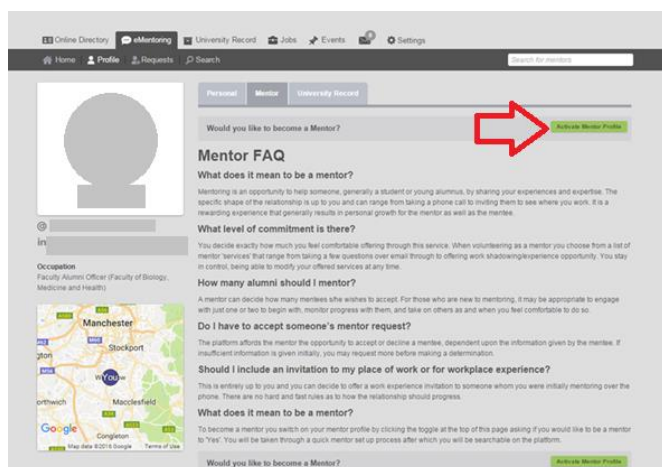 Online Directory eMentoring University Record Jobs Events Settings
Home Profile Requests Search Search for mentors
Personal Mentor University Record
Would you like to become a Mentor? Activate Mentor Profile
Mentor FAQ
What does it mean to be a mentor?
Mentoring is an opportunity to help someone, generally a student or young alumnus, by sharing your experiences and expertise. The
specific shape of the relationship is up to you and can range from taking a phone call to inviting them to see where you work. It is a
rewarding experience that generally results in personal growth for the mentor as well as the mentee.
What level of commitment is there?
You decide exactly how much you feel comfortable offering through this service. When volunteering as a mentor you choose from a list of
mentor 'services' that range from taking a few questions over email through to offering work shadowing/experience opportunity. You stay
in control, being able to modify your offered services at any time.
How many alumni should I mentor?
A mentor can decide how many mentees s/he wishes to accept. For those who are new to mentoring, it may be appropriate to engage
with just one or two to begin with, monitor progress with them, and take on others as and when you feel comfortable to do so.
Do I have to accept someone's mentor request?
The platform affords the mentor the opportunity to accept or decline a mentee, dependent upon the information given by the mentee. If
insufficient information is given initially, you may request more before making a determination.
Should I include an invitation to my place of work or for workplace experience?
This is entirely up to you and you can decide to offer a work experience invitation to someone whom you were initially mentoring over the
phone. There are no hard and fast rules as to how the relationship should progress.
What does it mean to become a mentor?
To become a mentor you switch on your mentor profile by clicking the toggle at the top of this page asking if you would like to be a mentor
to 'Yes'. You will be taken through a quick mentor set up process after which you will be searchable on the platform.
Would you like to become a Mentor? Activate Mentor Profile
@
in
Occupation
Faculty Alumni Officer (Faculty of Biology,
Medicine and Health)
Manchester
Stockport
gton
You
orthwich Macclesfield
Congleton
Google
Map data ©2016 Google Terms of Use